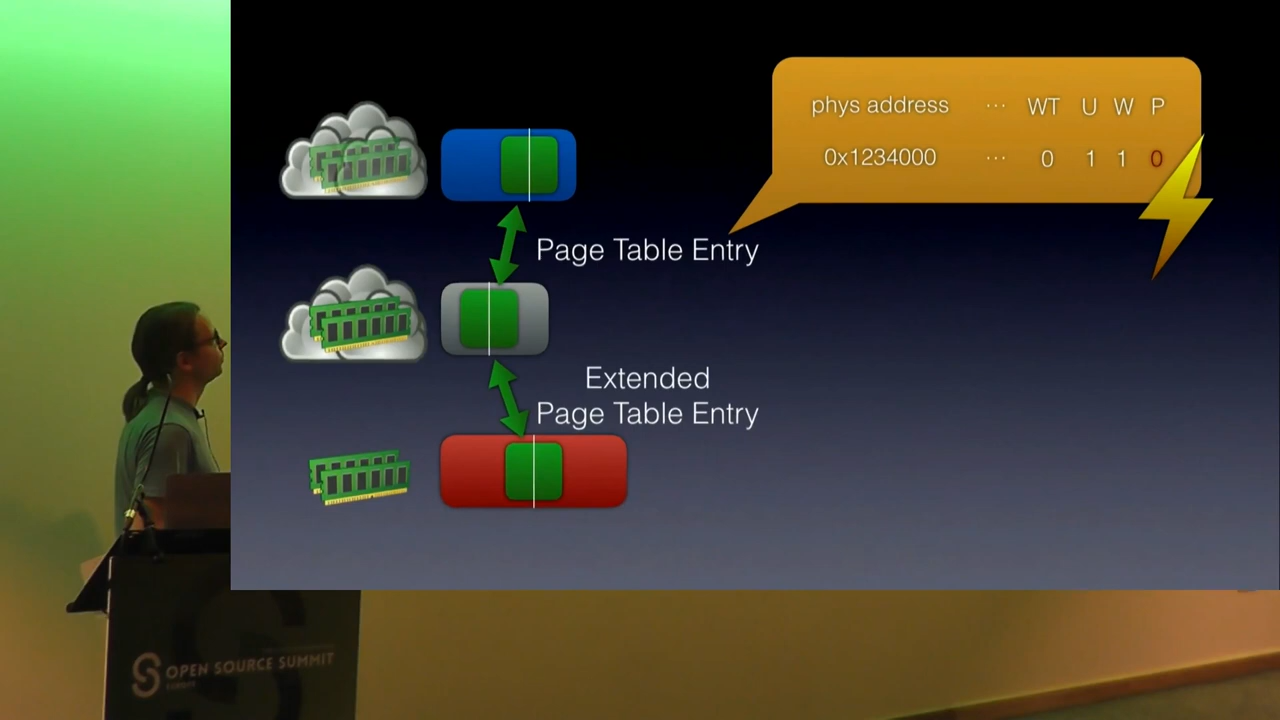 phys address ... WT U W P
0x1234000 ... 0 1 1 0
Page Table Entry
Extended
Page Table Entry
OPEN SOURCE SUMMIT